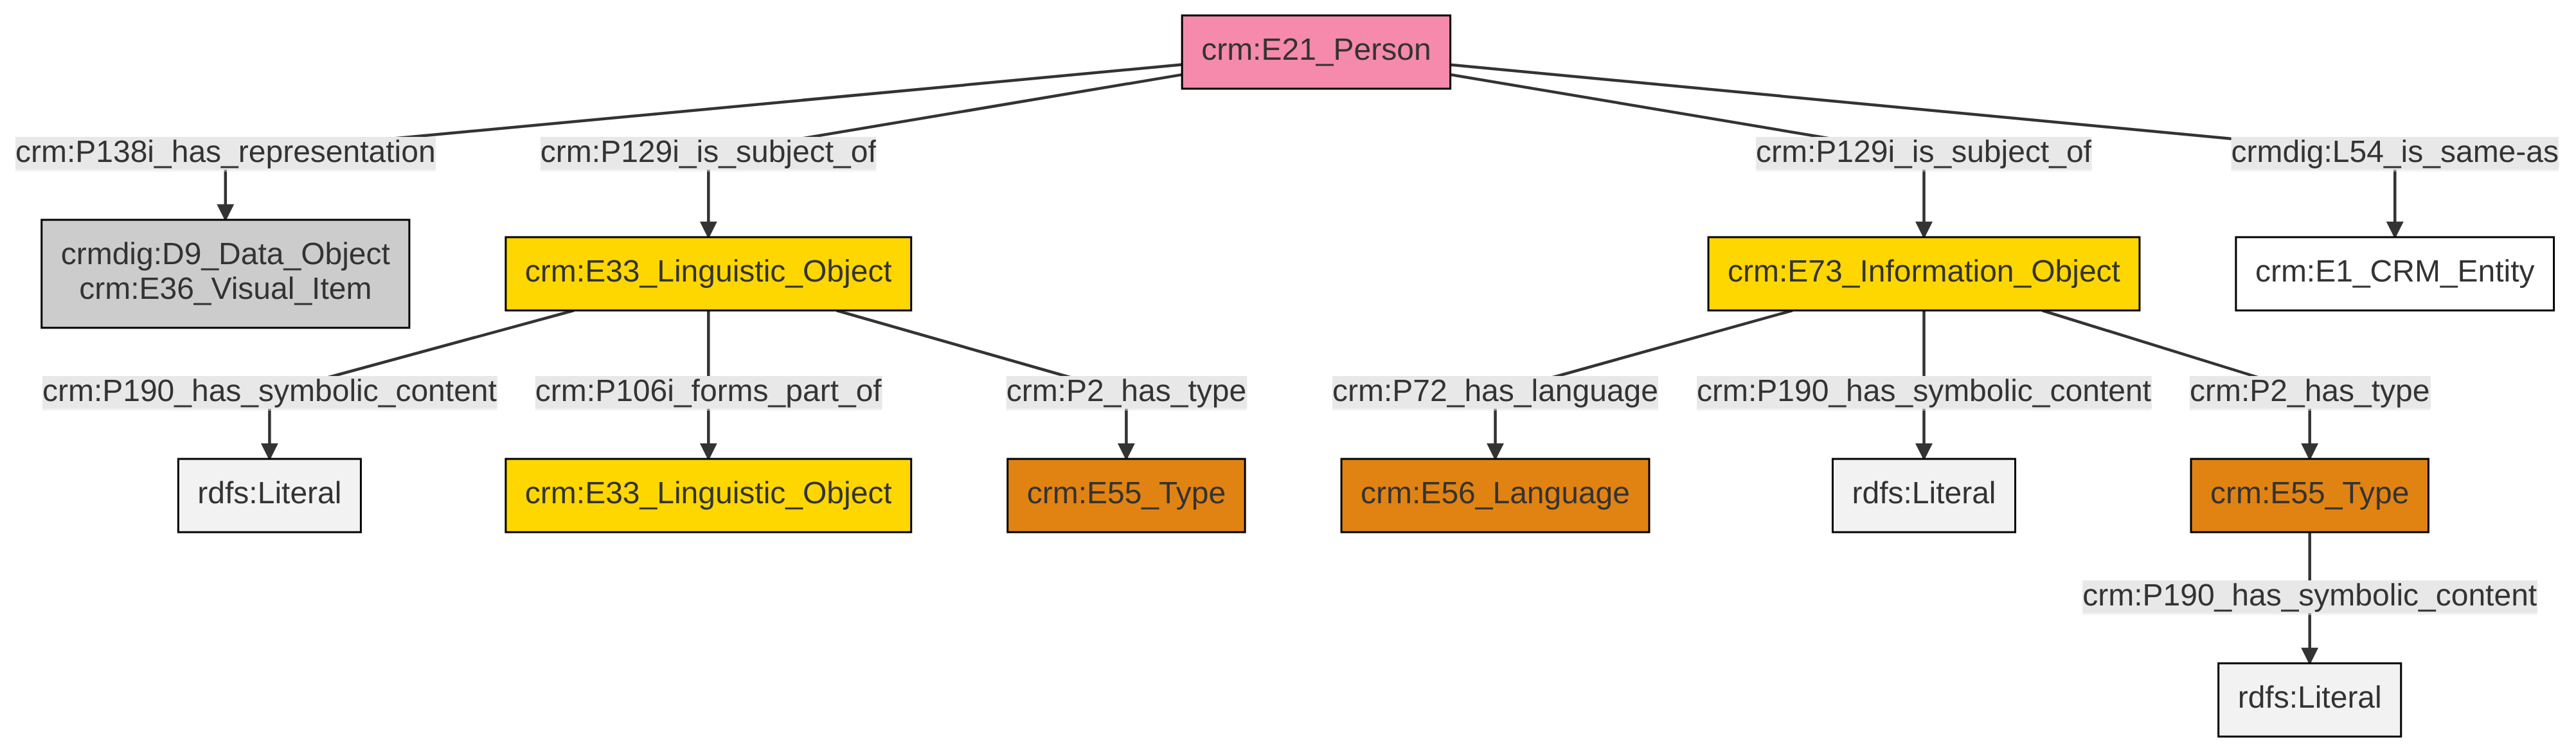 crm:E21_Person
crm:P138i_has_representation
crm:P129i_is_subject_of
crm:P129i_is_subject_of
crmdig:L54_is_same-as
crmdig:D9_Data_Object
crm:E36_Visual_Item
crm:E33_Linguistic_Object
crm:E73_Information_Object
crm:E1_CRM_Entity
crm:P190_has_symbolic_content
crm:P106i_forms_part_of
crm:P2_has_type
crm:P72_has_language
crm:P190_has_symbolic_content
crm:P2_has_type
rdfs:Literal
crm:E33_Linguistic_Object
crm:E55_Type
crm:E56_Language
rdfs:Literal
crm:E55_Type
crm:P190_has_symbolic_content
rdfs:Literal